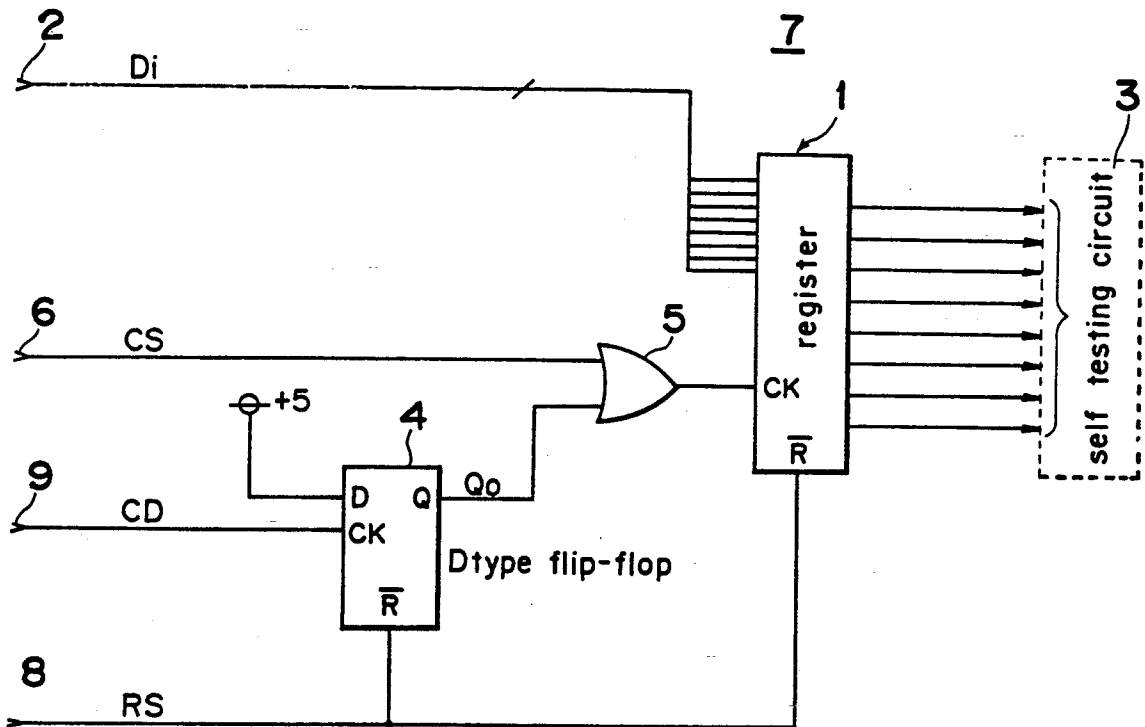 2
Di
7
1
3
register
self testing circuit
6
CS
5
CK
+5
4
R̅
9
D
Q
Qo
CD
CK
D type flip-flop
R̅
8
RS